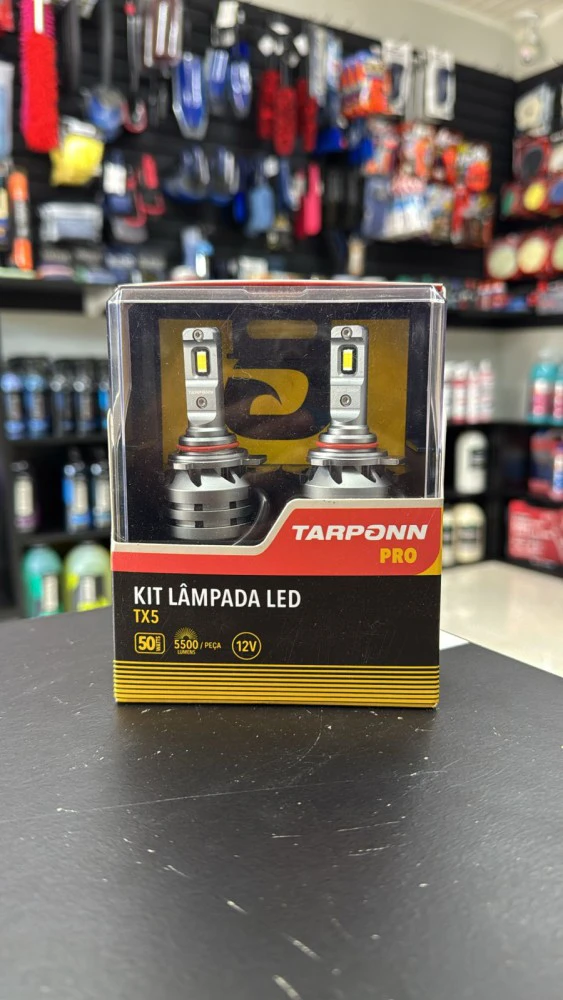 TARPONN
PRO
KIT LÂMPADA LED
TX5
50 WATTS
5500 / PEÇA
LUMENS
12V